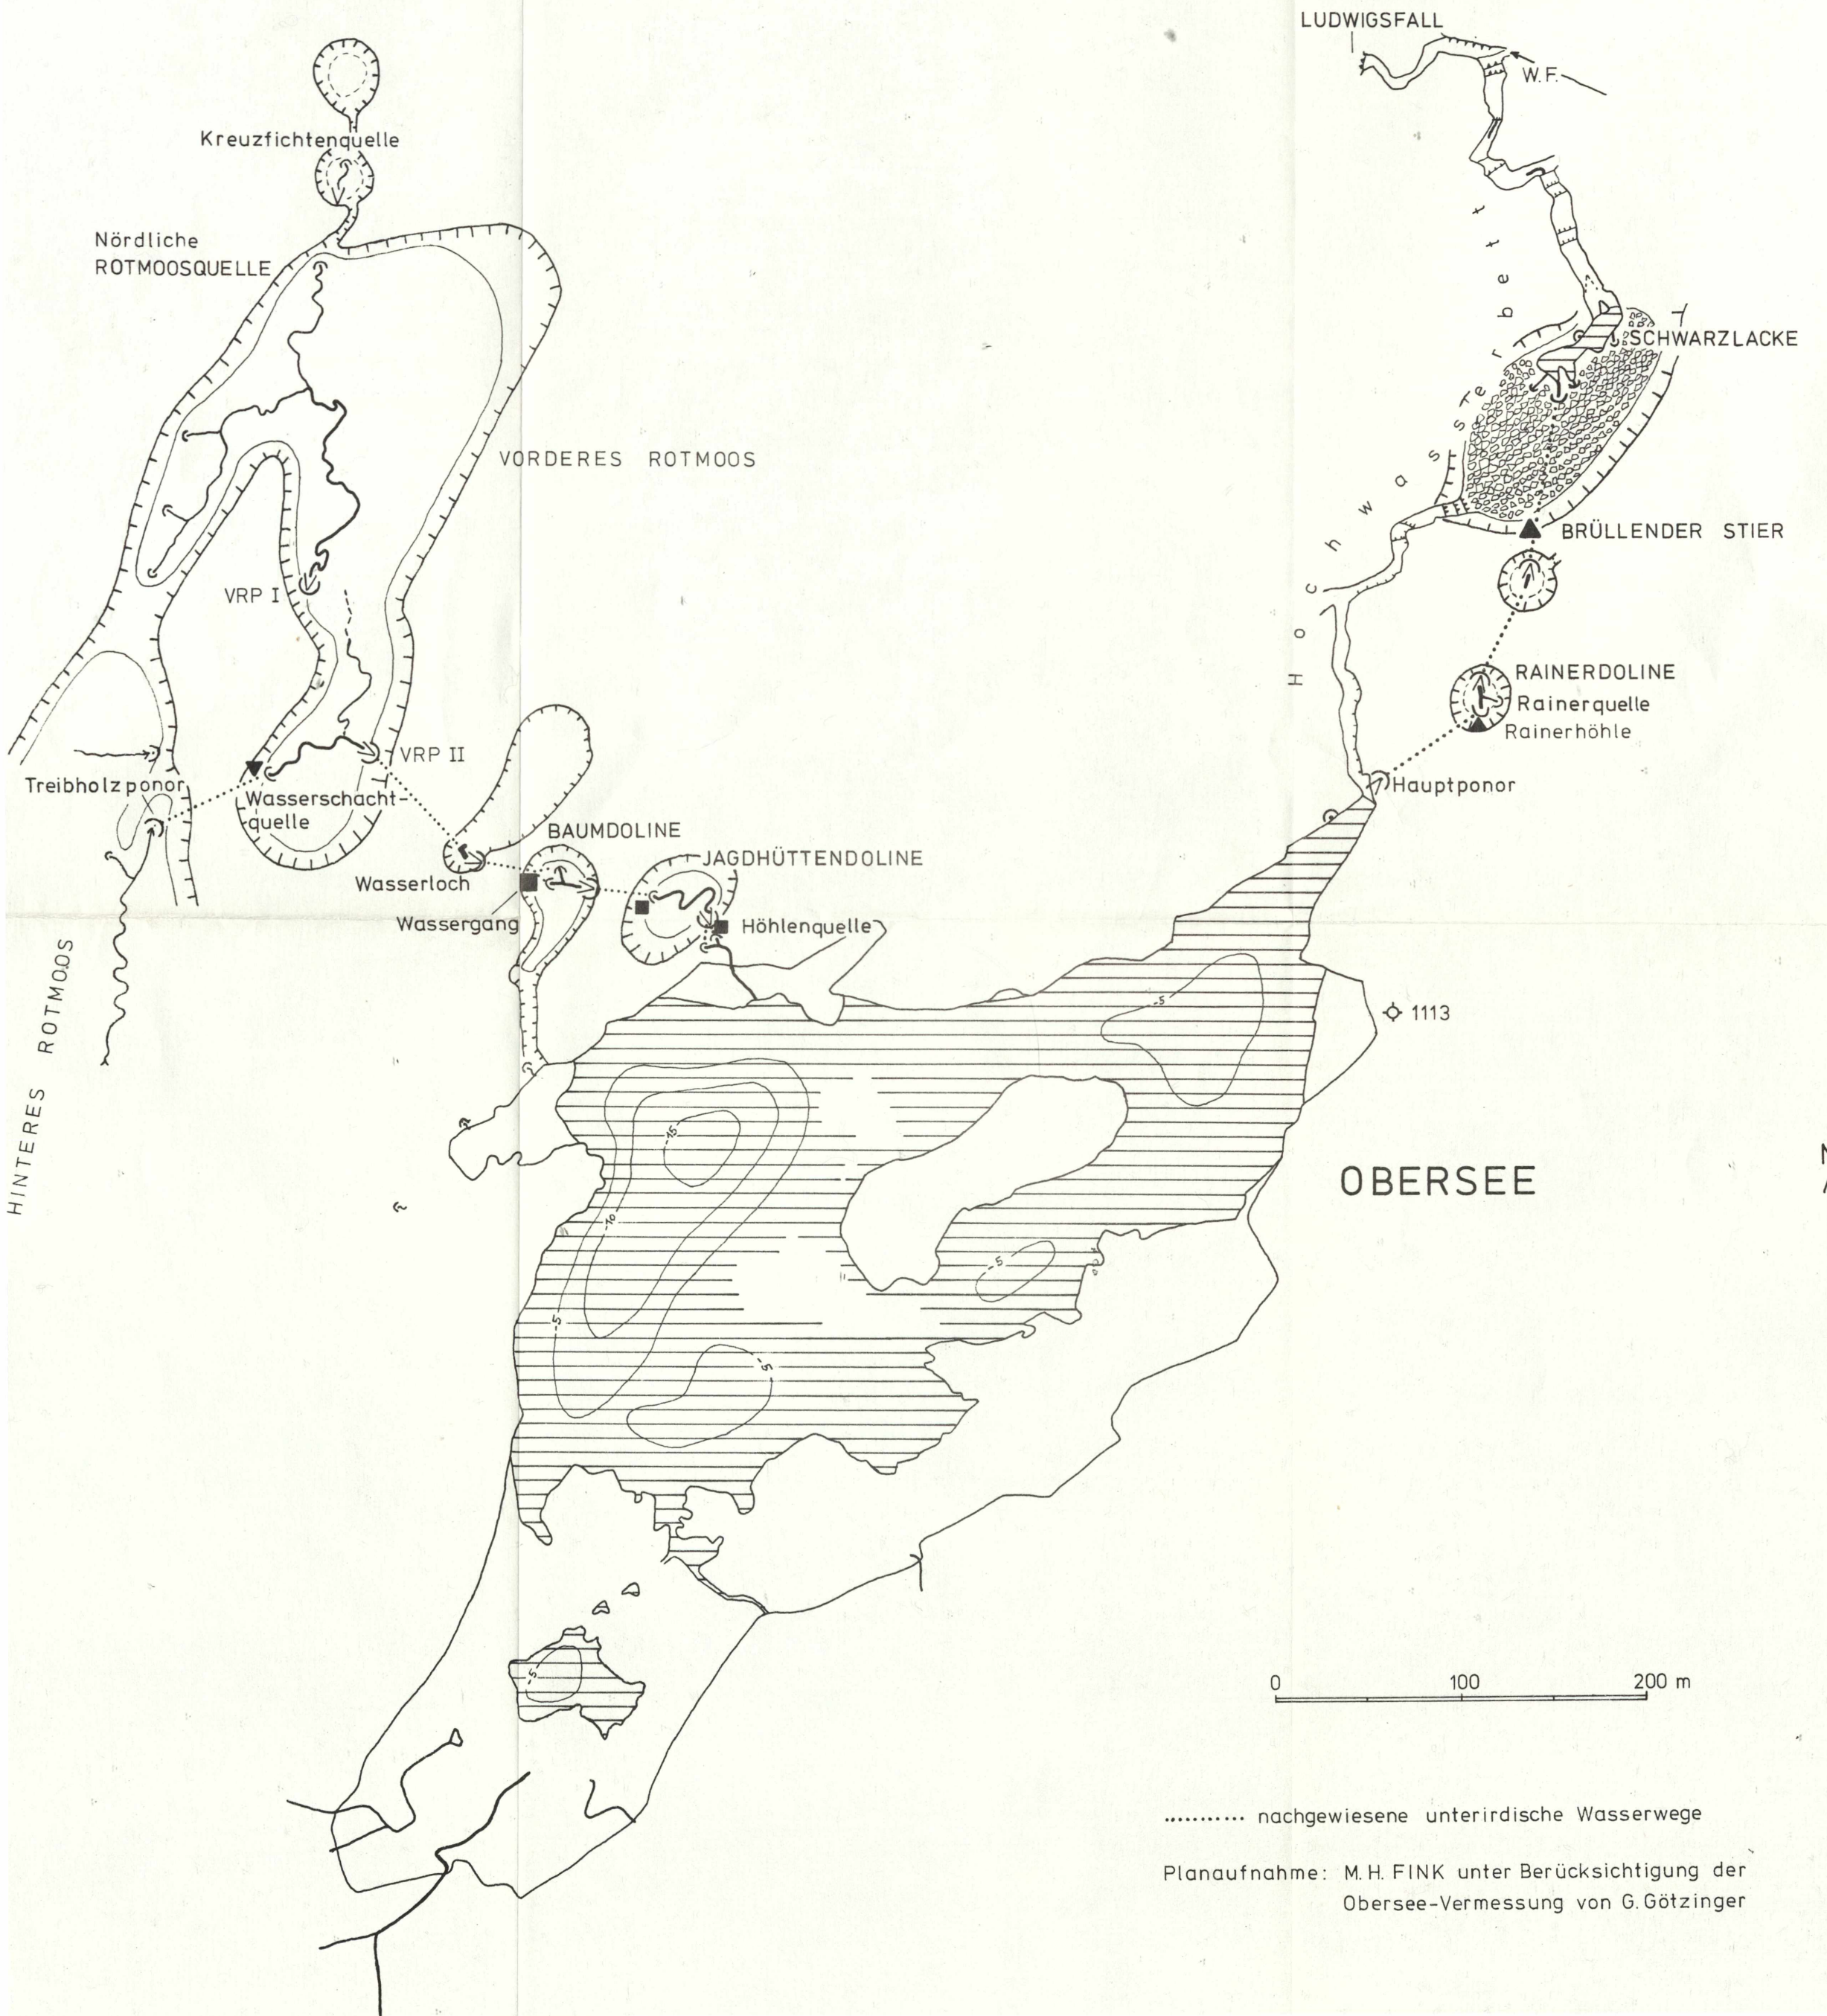 LUDWIGSFALL
W.F.
Kreuzfichtenquelle
Nördliche
ROTMOOSQUELLE
Hochwasserbett
SCHWARZLACKE
VORDERES ROTMOOS
BRÜLLENDER STIER
VRP I
RAINERDOLINE
Rainerquelle
Rainerhöhle
VRP II
Treibholzponor
Wasserschacht-
quelle
Hauptponor
BAUMDOLINE
JAGDHÜTTENDOLINE
Wasserloch
Wassergang
Höhlenquelle
HINTERES ROTMOOS
-5
1113
-15
OBERSEE
-10
-5
-5
-5
-5
0 100 200 m
nachgewiesene unterirdische Wasserwege
Planaufnahme: M.H. FINK unter Berücksichtigung der
Obersee-Vermessung von G. Götzinger